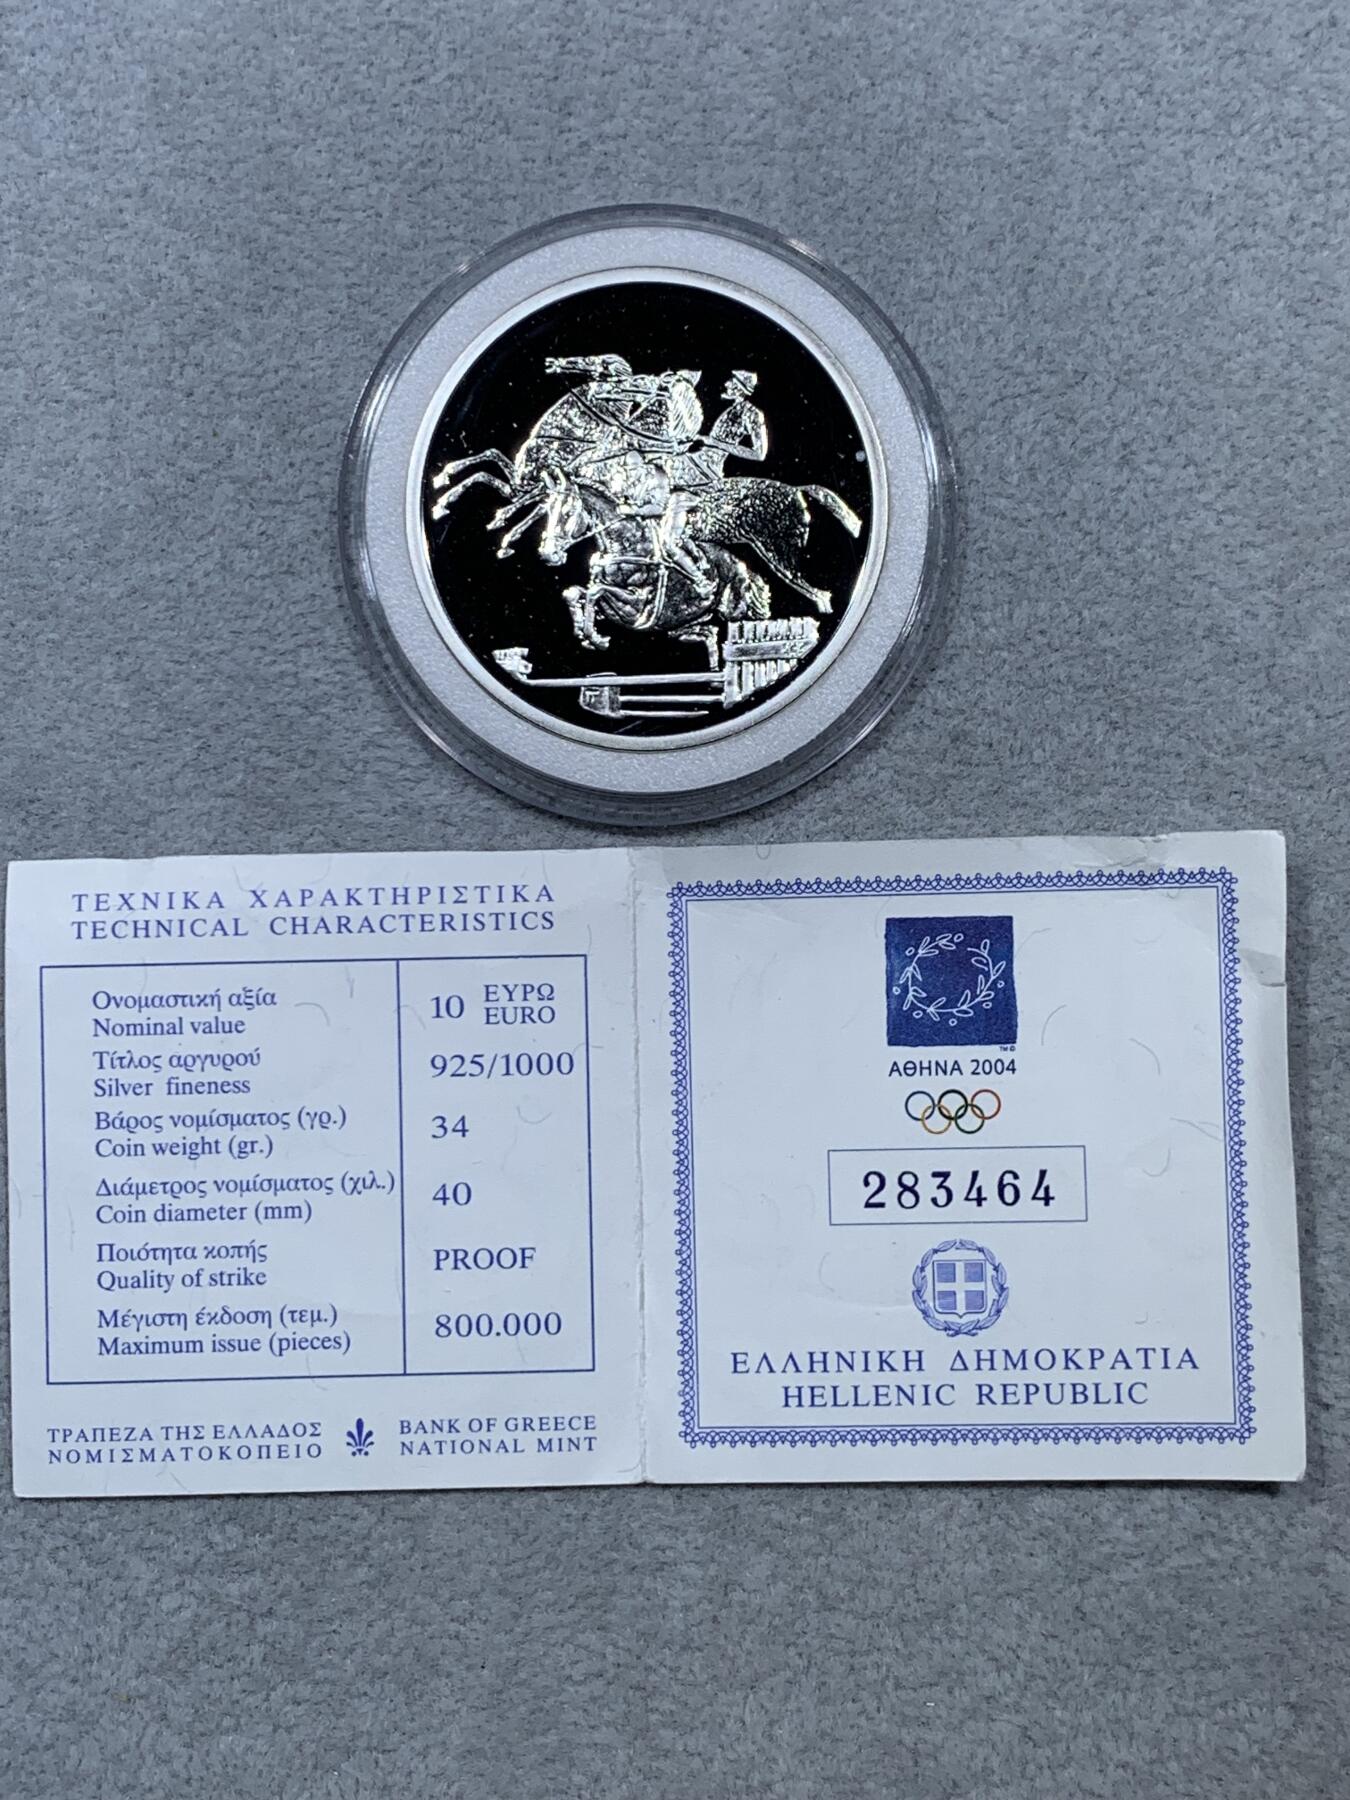 ΤΕΧΝΙΚΑ ΧΑΡΑΚΤΗΡΙΣΤΙΚΑ
TECHNICAL CHARACTERISTICS
Ονομαστική αξία
Nominal value
10 ΕΥΡΩ
EURO
Τίτλος αργυρού
Silver fineness
925/1000
Βάρος νομίσματος (γρ.)
Coin weight (gr.)
34
Διάμετρος νομίσματος (χιλ.)
Coin diameter (mm)
40
Ποιότητα κοπής
Quality of strike
PROOF
Μέγιστη έκδοση (τεμ.)
Maximum issue (pieces)
800.000
ΤΡΑΠΕΖΑ ΤΗΣ ΕΛΛΑΔΟΣ
ΝΟΜΙΣΜΑΤΟΚΟΠΕΙΟ
BANK OF GREECE
NATIONAL MINT
TM ©
ΑΘΗΝΑ 2004
283464
ΕΛΛΗΝΙΚΗ ΔΗΜΟΚΡΑΤΙΑ
HELLENIC REPUBLIC